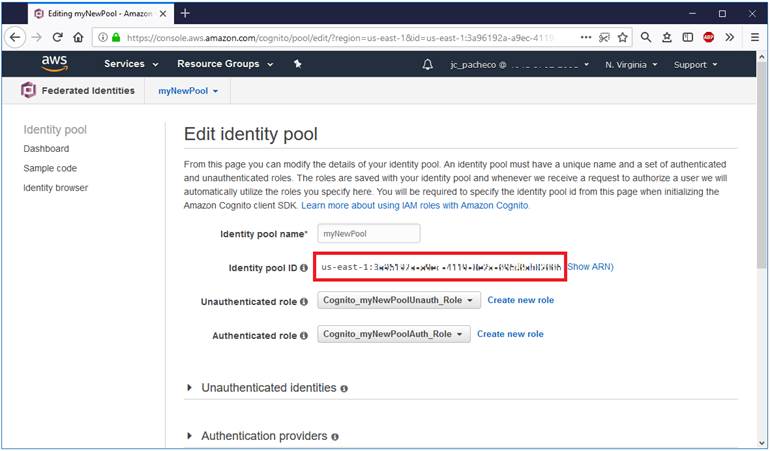 Editing myNewPool - Amazon
https://console.aws.amazon.com/cognito/pool/edit/?region=us-east-1&id=us-east-1:3a96192a-a9ec-4119
ABP
aws Services Resource Groups jc_pacheco @ N. Virginia Support
Federated Identities myNewPool
Identity pool
Dashboard
Sample code
Identity browser
Edit identity pool
From this page you can modify the details of your identity pool. An identity pool must have a unique name and a set of authenticated
and unauthenticated roles. The roles are saved with your identity pool and whenever we receive a request to authorize a user we will
automatically utilize the roles you specify here. You will be required to specify the identity pool id from this page when initializing the
Amazon Cognito client SDK. Learn more about using IAM roles with Amazon Cognito.
Identity pool name* myNewPool
Identity pool ID us-east-1: Show ARN)
Unauthenticated role Cognito_myNewPoolUnauth_Role Create new role
Authenticated role Cognito_myNewPoolAuth_Role Create new role
Unauthenticated identities
Authentication providers